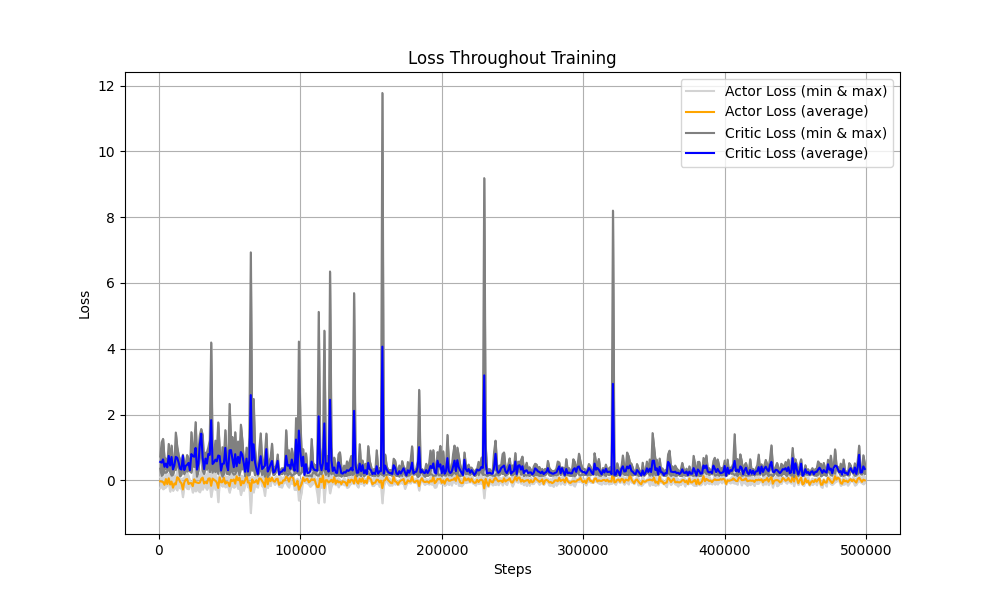 Loss Throughout Training
Actor Loss (min & max)
Actor Loss (average)
Critic Loss (min & max)
Critic Loss (average)
12
10
8
6
4
2
0
Loss
0 100000 200000 300000 400000 500000
Steps